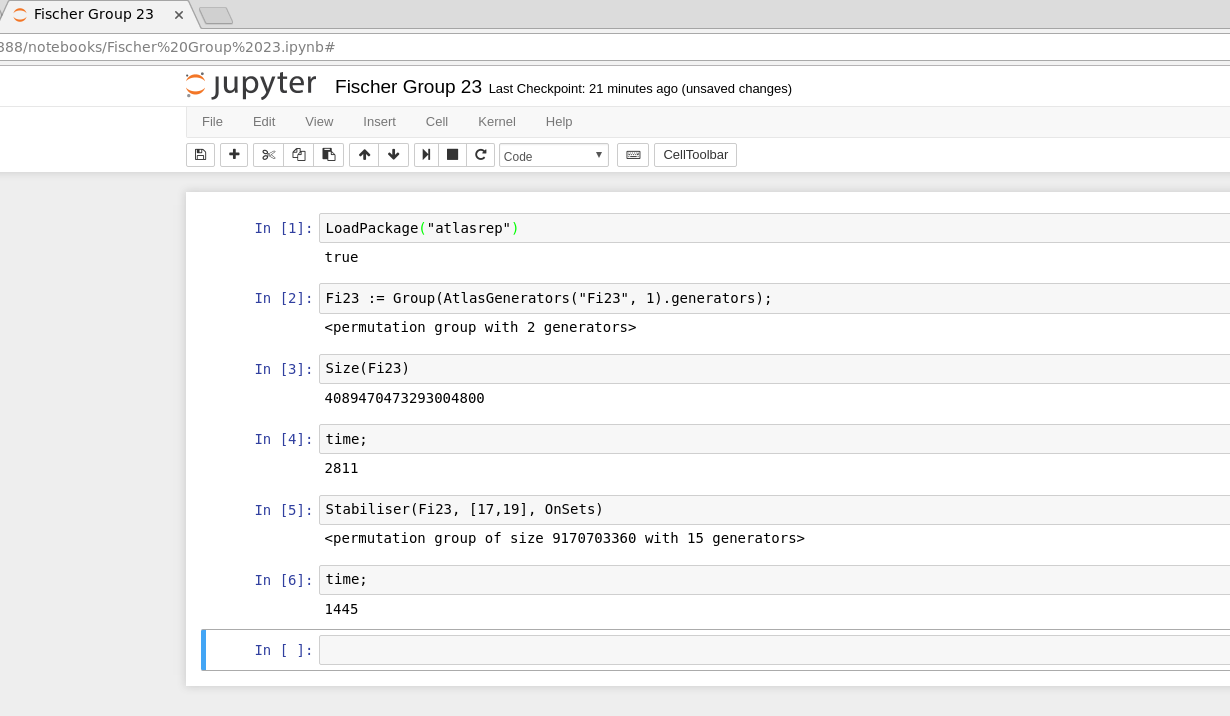 Fischer Group 23
888/notebooks/Fischer%20Group%2023.ipynb#
jupyter Fischer Group 23 Last Checkpoint: 21 minutes ago (unsaved changes)
File Edit View Insert Cell Kernel Help
Code CellToolbar
In [1]: LoadPackage("atlasrep")
true
In [2]: Fi23 := Group(AtlasGenerators("Fi23", 1).generators);
<permutation group with 2 generators>
In [3]: Size(Fi23)
4089470473293004800
In [4]: time;
2811
In [5]: Stabiliser(Fi23, [17,19], OnSets)
<permutation group of size 9170703360 with 15 generators>
In [6]: time;
1445
In [ ]: